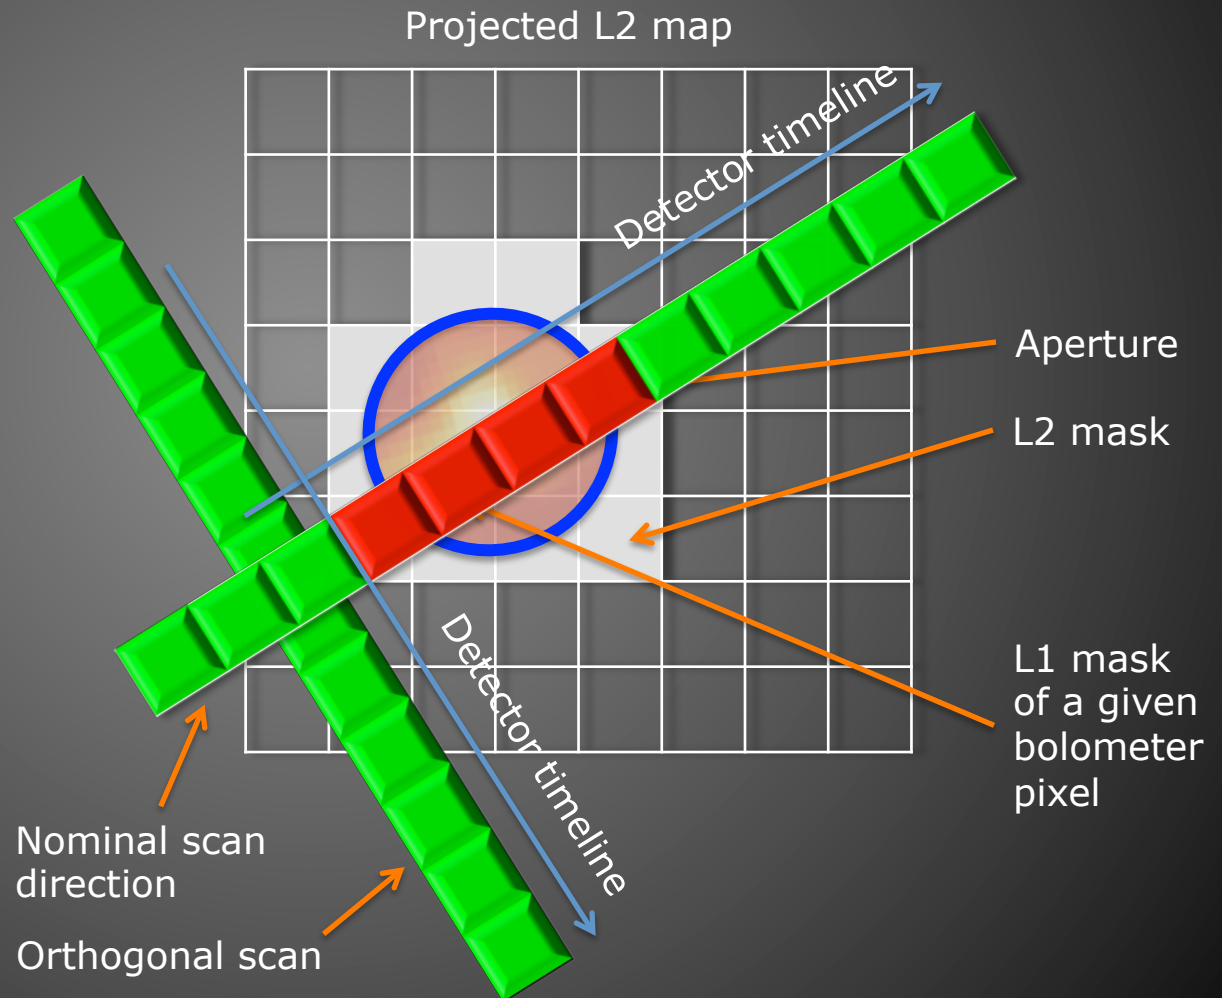 Projected L2 map
Detector timeline
Aperture
L2 mask
Detector timeline
L1 mask
of a given
bolometer
pixel
Nominal scan
direction
Orthogonal scan